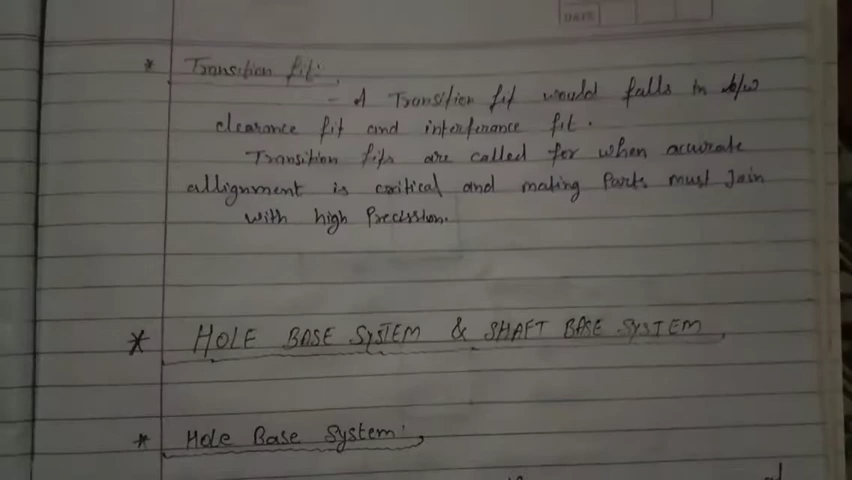 DATE
* Transition fit:
- A Transition fit would falls in b/w
clearance fit and interferance fit.
Transition fits are called for when accurate
allignment is critical and mating Parts must Join
with high Precission.
* HOLE BASE SYSTEM & SHAFT BASE SYSTEM
* Hole Base System: